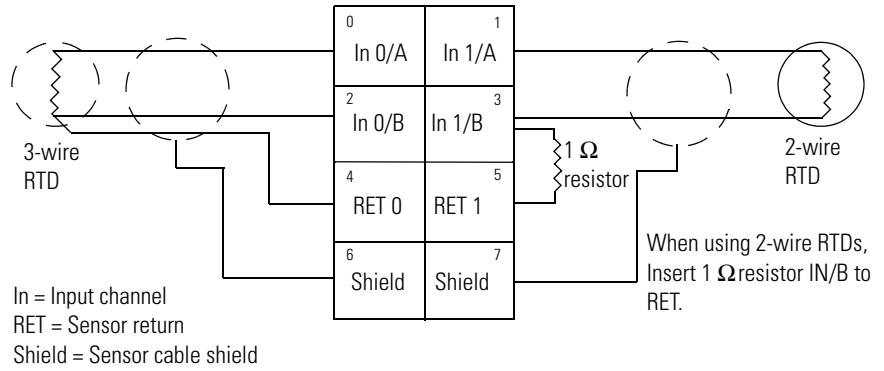 0
1
In 0/A
In 1/A
2
3
In 0/B
In 1/B
3-wire
RTD
1 Ω
resistor
2-wire
RTD
4
5
RET 0
RET 1
6
7
Shield
Shield
When using 2-wire RTDs,
Insert 1 Ω resistor IN/B to
RET.
In = Input channel
RET = Sensor return
Shield = Sensor cable shield